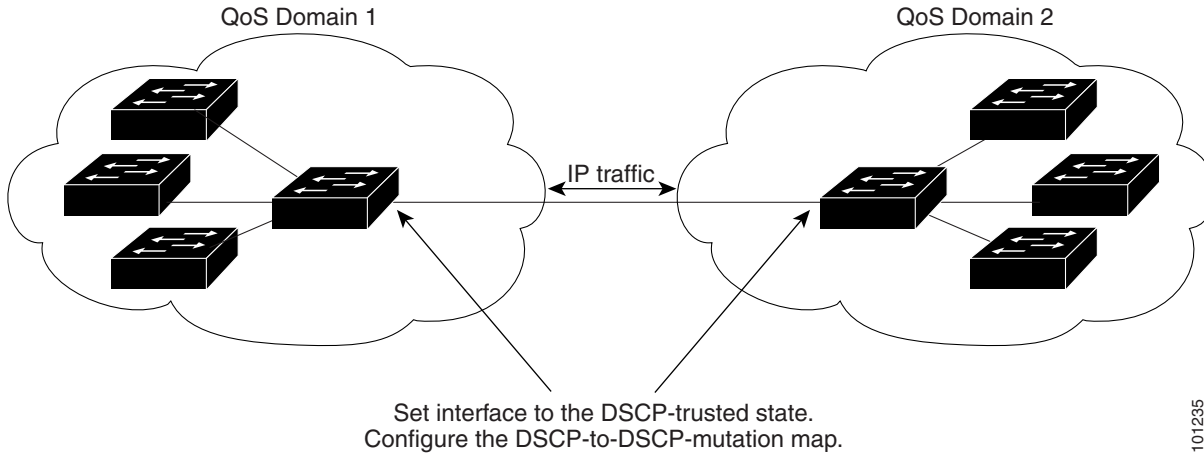 QoS Domain 1
QoS Domain 2
IP traffic
Set interface to the DSCP-trusted state.
Configure the DSCP-to-DSCP-mutation map.
101235